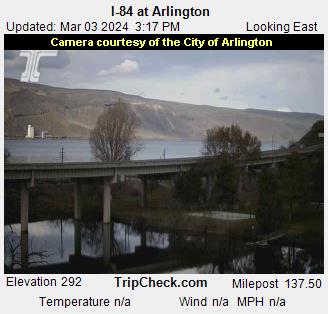 I-84 at Arlington
Updated: Mar 03 2024 3:17 PM Looking East
Camera courtesy of the City of Arlington
Elevation 292 TripCheck.com Milepost 137.50
Temperature n/a Wind n/a MPH n/a